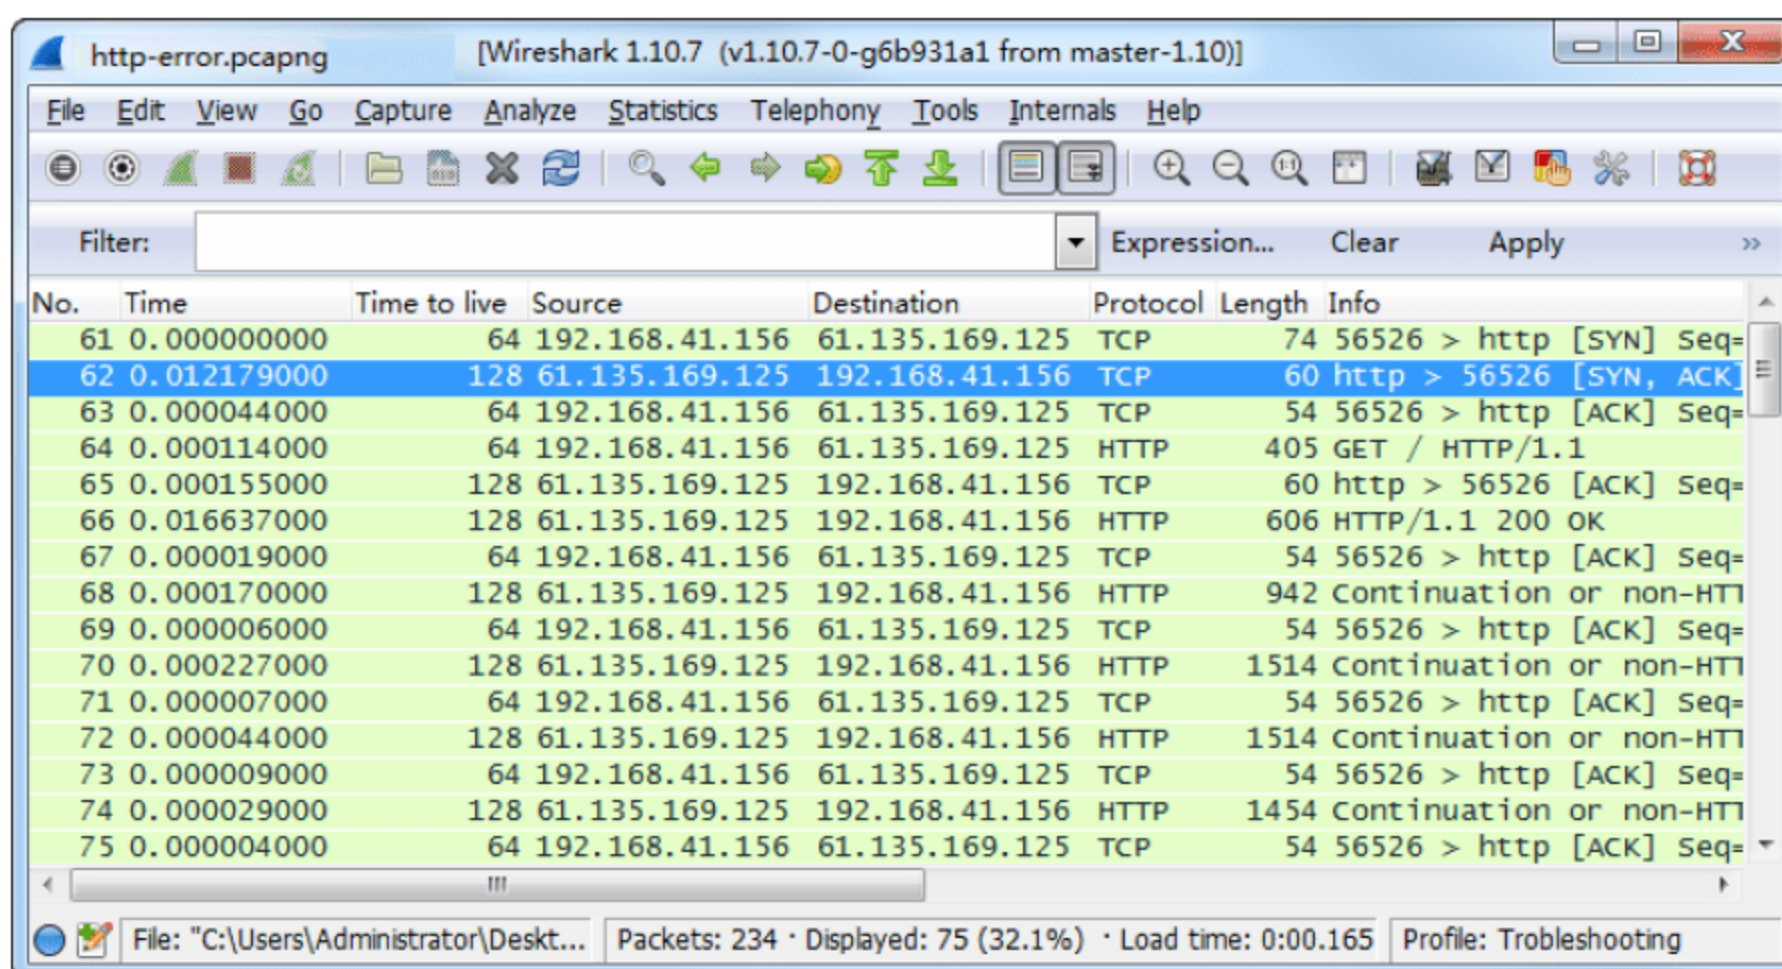 http-error.pcapng [Wireshark 1.10.7 (v1.10.7-0-g6b931a1 from master-1.10)]
File Edit View Go Capture Analyze Statistics Telephony Tools Internals Help
Filter: Expression... Clear Apply »
No. Time Time to live Source Destination Protocol Length Info
61 0.000000000 64 192.168.41.156 61.135.169.125 TCP 74 56526 > http [SYN] Seq=
62 0.012179000 128 61.135.169.125 192.168.41.156 TCP 60 http > 56526 [SYN, ACK]
63 0.000044000 64 192.168.41.156 61.135.169.125 TCP 54 56526 > http [ACK] Seq=
64 0.000114000 64 192.168.41.156 61.135.169.125 HTTP 405 GET / HTTP/1.1
65 0.000155000 128 61.135.169.125 192.168.41.156 TCP 60 http > 56526 [ACK] Seq=
66 0.016637000 128 61.135.169.125 192.168.41.156 HTTP 606 HTTP/1.1 200 OK
67 0.000019000 64 192.168.41.156 61.135.169.125 TCP 54 56526 > http [ACK] Seq=
68 0.000170000 128 61.135.169.125 192.168.41.156 HTTP 942 Continuation or non-HTT
69 0.000006000 64 192.168.41.156 61.135.169.125 TCP 54 56526 > http [ACK] Seq=
70 0.000227000 128 61.135.169.125 192.168.41.156 HTTP 1514 Continuation or non-HTT
71 0.000007000 64 192.168.41.156 61.135.169.125 TCP 54 56526 > http [ACK] Seq=
72 0.000044000 128 61.135.169.125 192.168.41.156 HTTP 1514 Continuation or non-HTT
73 0.000009000 64 192.168.41.156 61.135.169.125 TCP 54 56526 > http [ACK] Seq=
74 0.000029000 128 61.135.169.125 192.168.41.156 HTTP 1454 Continuation or non-HTT
75 0.000004000 64 192.168.41.156 61.135.169.125 TCP 54 56526 > http [ACK] Seq=
File: "C:\Users\Administrator\Deskt... Packets: 234 · Displayed: 75 (32.1%) · Load time: 0:00.165 Profile: Trobleshooting